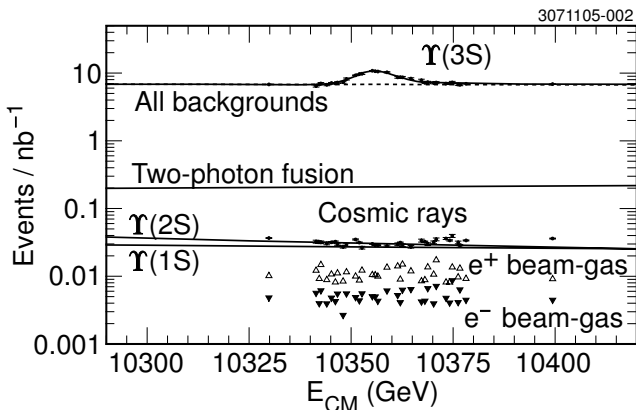 3071105-002
ϒ(3S)
10
All backgrounds
1
Events / nb⁻¹
Two-photon fusion
0.1
ϒ(2S)
Cosmic rays
ϒ(1S)
e⁺ beam-gas
0.01
e⁻ beam-gas
0.001
10300 10325 10350 10375 10400
E_CM (GeV)